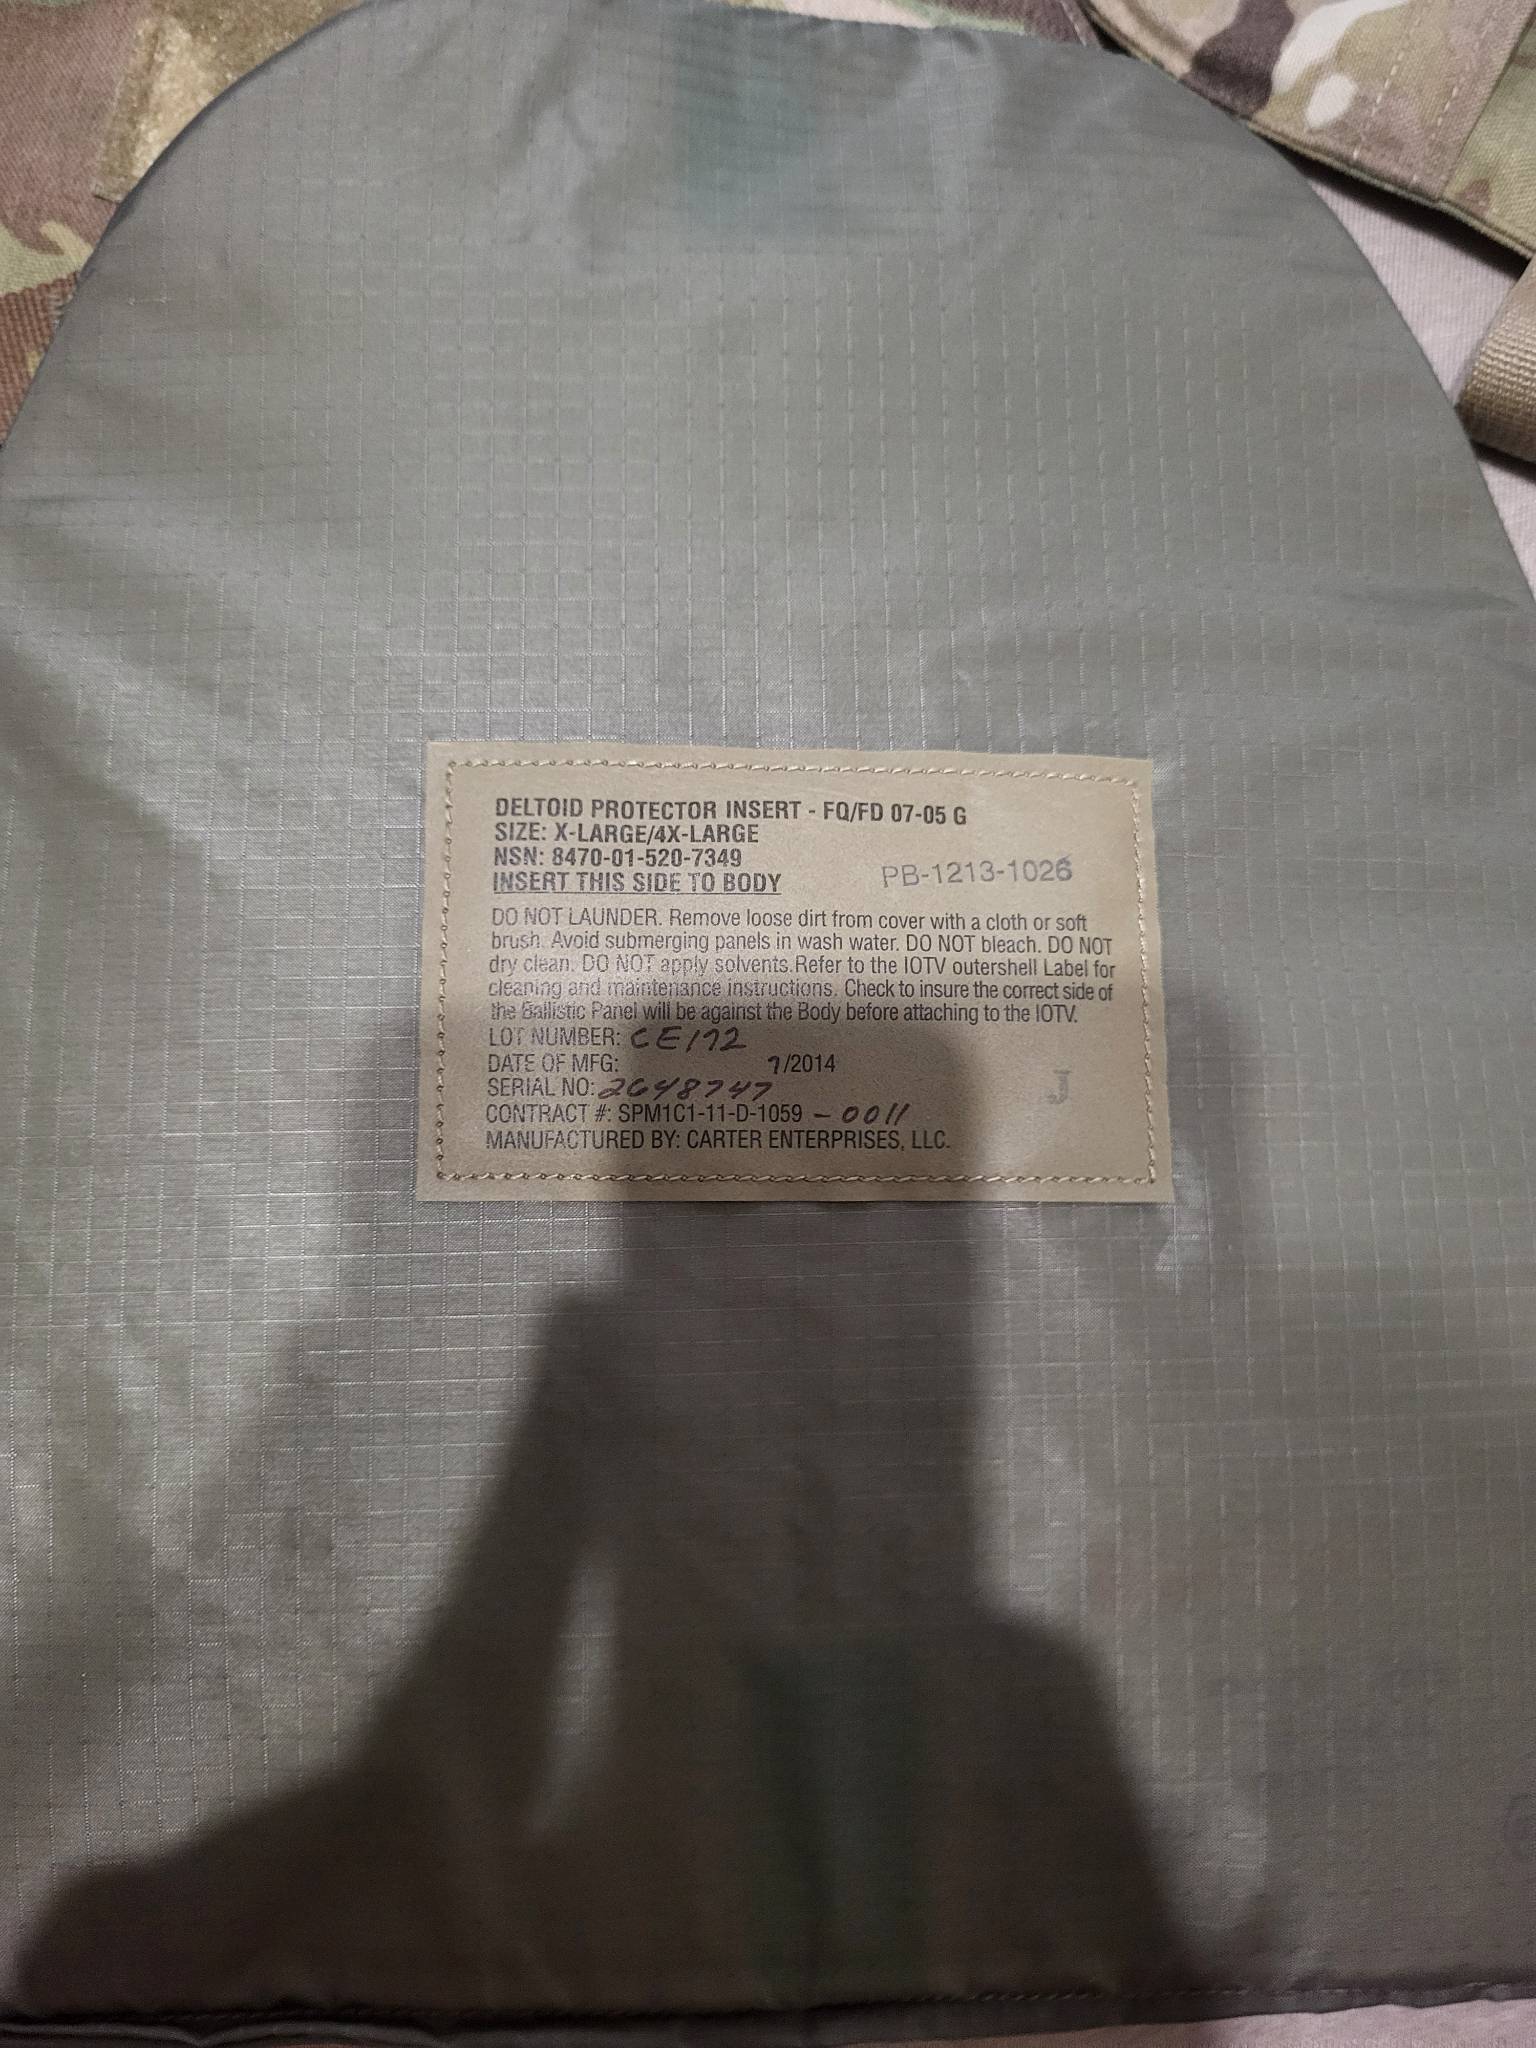 DELTOID PROTECTOR INSERT - FQ/FD 07-05 G
SIZE: X-LARGE/4X-LARGE
NSN: 8470-01-520-7349
INSERT THIS SIDE TO BODY
PB-1213-1026
DO NOT LAUNDER. Remove loose dirt from cover with a cloth or soft
brush. Avoid submerging panels in wash water. DO NOT bleach. DO NOT
dry clean. DO NOT apply solvents.Refer to the IOTV outershell Label for
cleaning and maintenance instructions. Check to insure the correct side of
the Ballistic Panel will be against the Body before attaching to the IOTV.
LOT NUMBER: CE172
DATE OF MFG: 7/2014
SERIAL NO: 2648747
J
CONTRACT #: SPM1C1-11-D-1059 - 0011
MANUFACTURED BY: CARTER ENTERPRISES, LLC.